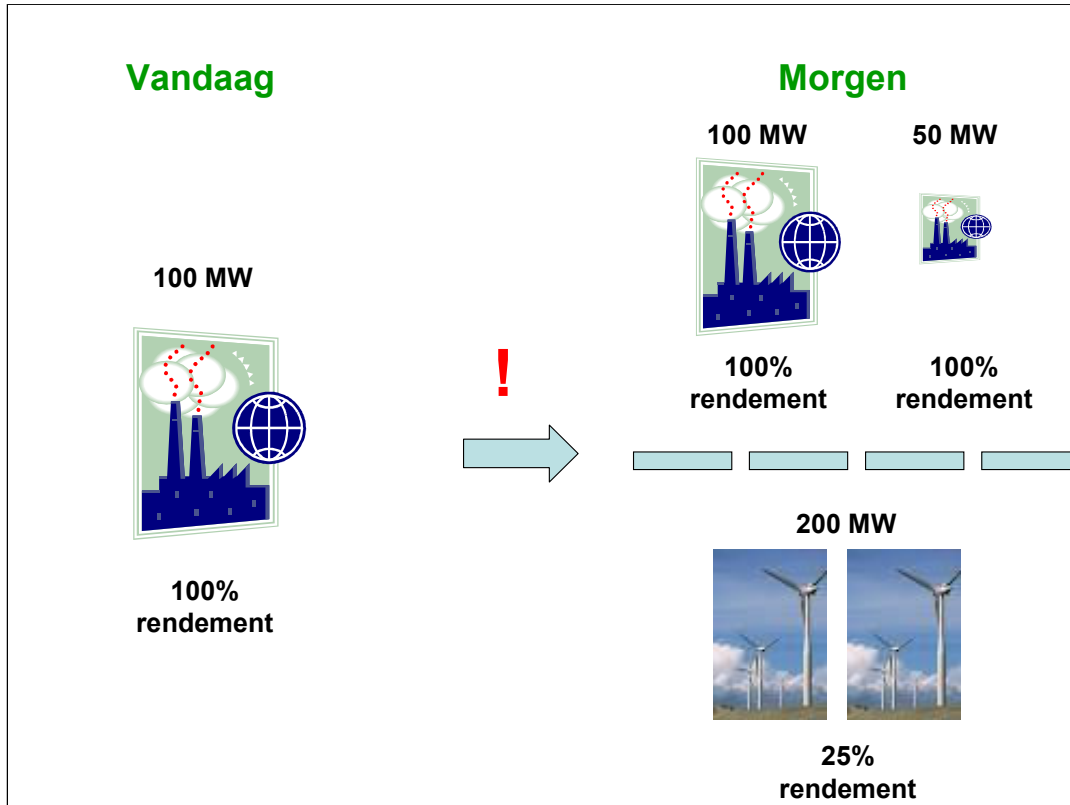 Vandaag
100 MW
100%
rendement
!
Morgen
100 MW
50 MW
100%
rendement
100%
rendement
200 MW
25%
rendement